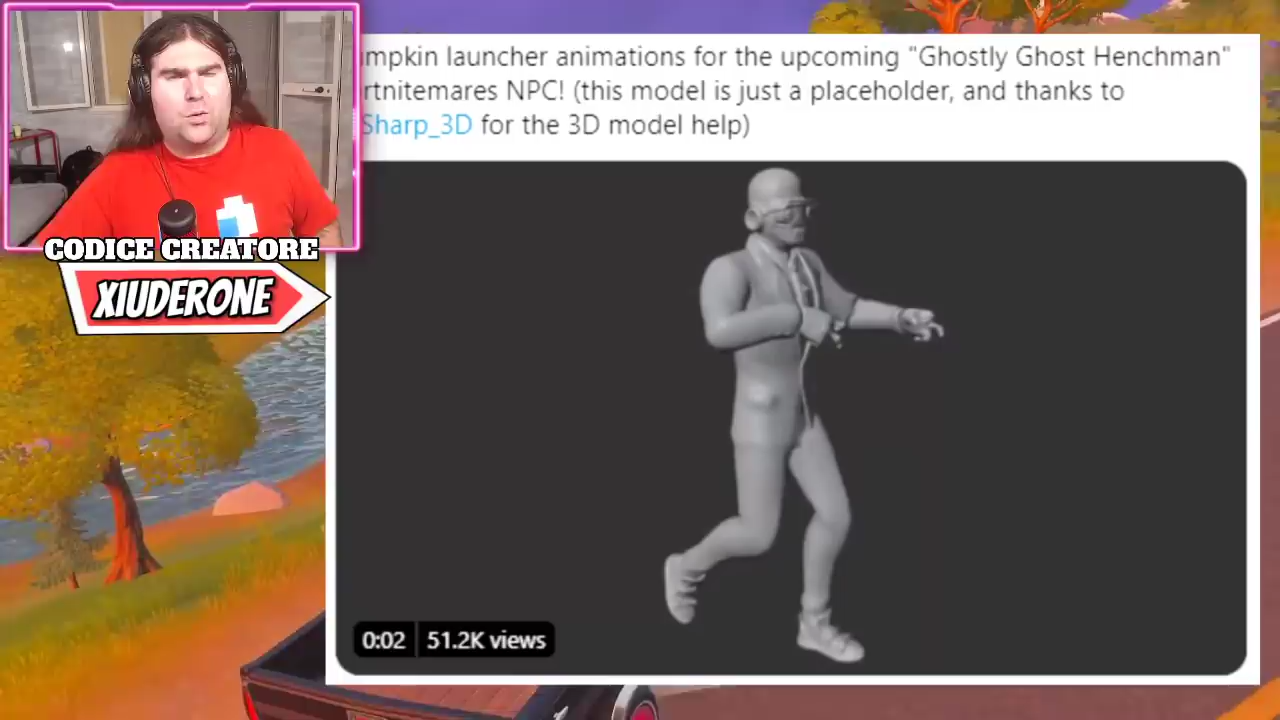 umpkin launcher animations for the upcoming "Ghostly Ghost Henchman"
rtnitemares NPC! (this model is just a placeholder, and thanks to
Sharp_3D for the 3D model help)
CODICE CREATORE
XIUDERONE
0:02 51.2K views